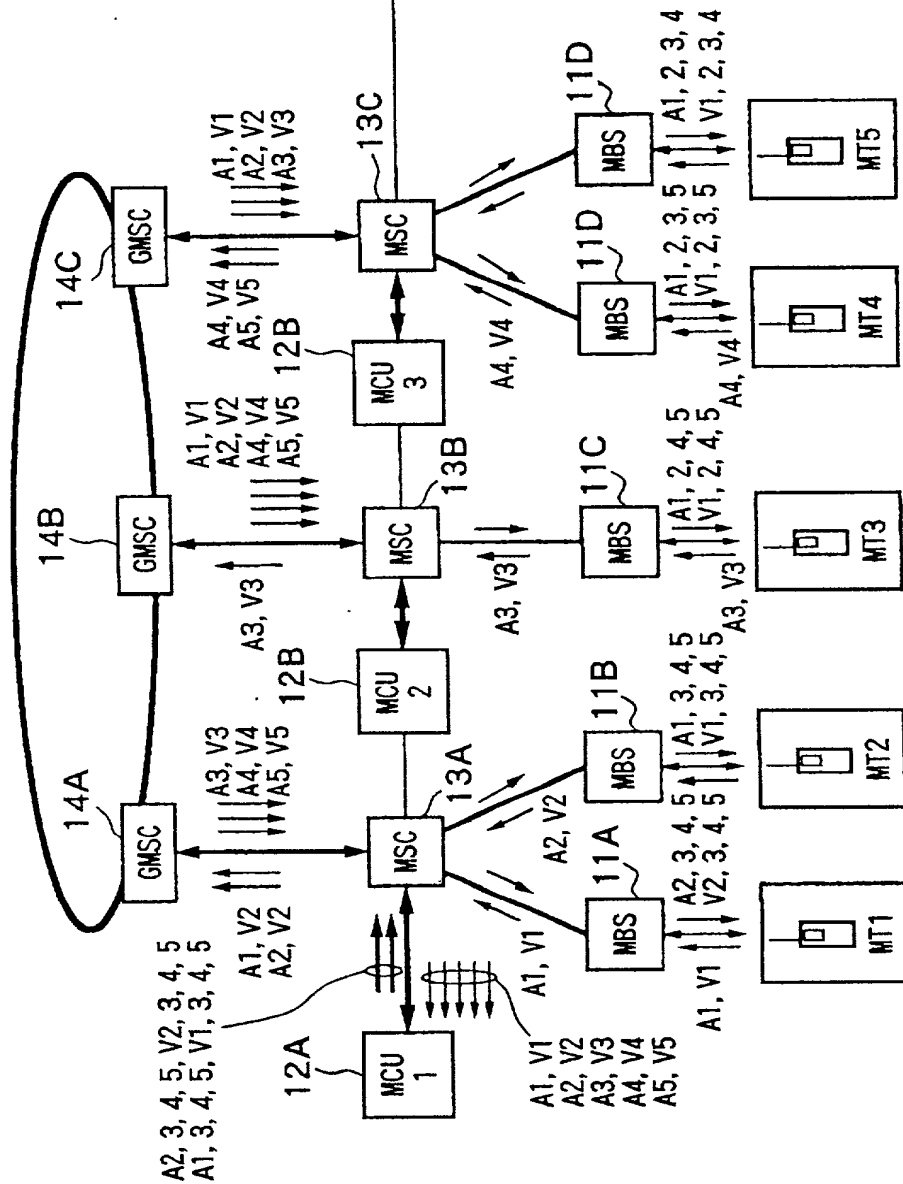 14A
14B
14C
GMSC
GMSC
GMSC
A2, 3, 4, 5, V2, 3, 4, 5
A1, 3, 4, 5, V1, 3, 4, 5
A1, V2
A2, V2
A3, V3
A4, V4
A5, V5
A3, V3
A1, V1
A2, V2
A4, V4
A5, V5
A4, V4
A5, V5
A1, V1
A2, V2
A3, V3
12A
MCU
1
13A
MSC
12B
MCU
2
13B
MSC
12B
MCU
3
13C
MSC
A1, V1
A2, V2
A3, V3
A4, V4
A5, V5
A1, V1
A2, V2
A3, V3
A4, V4
11A
MBS
11B
MBS
11C
MBS
11D
MBS
11D
MBS
A1, V1
A2, 3, 4, 5
V2, 3, 4, 5
A1, 3, 4, 5
V1, 3, 4, 5
A3, V3
A1, 2, 4, 5
V1, 2, 4, 5
A4, V4
A1, 2, 3, 5
V1, 2, 3, 5
A1, 2, 3, 4
V1, 2, 3, 4
MT1
MT2
MT3
MT4
MT5